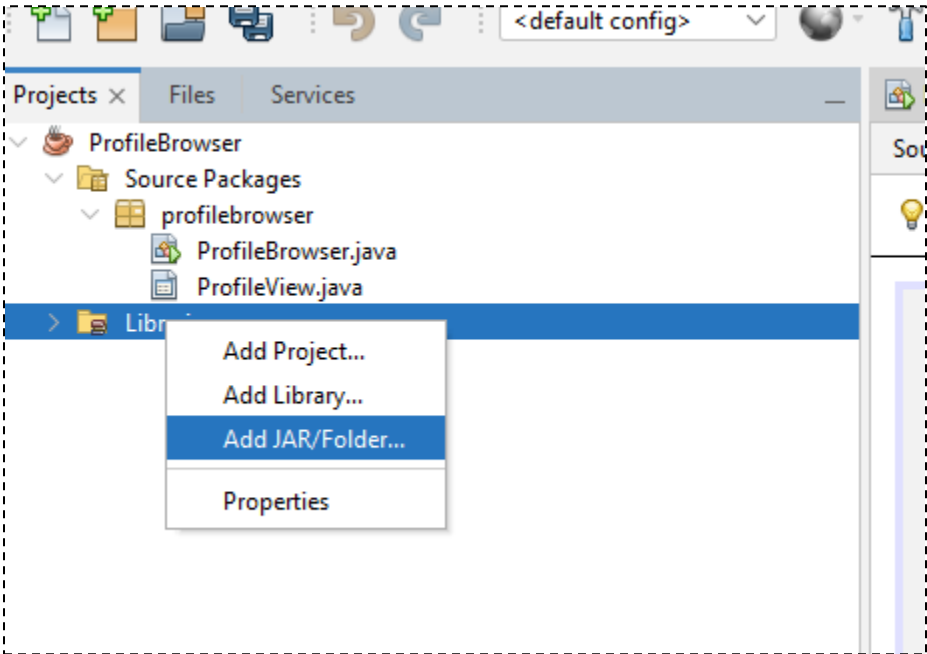 <default config>
Projects
Files
Services
ProfileBrowser
Source Packages
profilebrowser
ProfileBrowser.java
ProfileView.java
Add Project...
Add Library...
Add JAR/Folder...
Properties